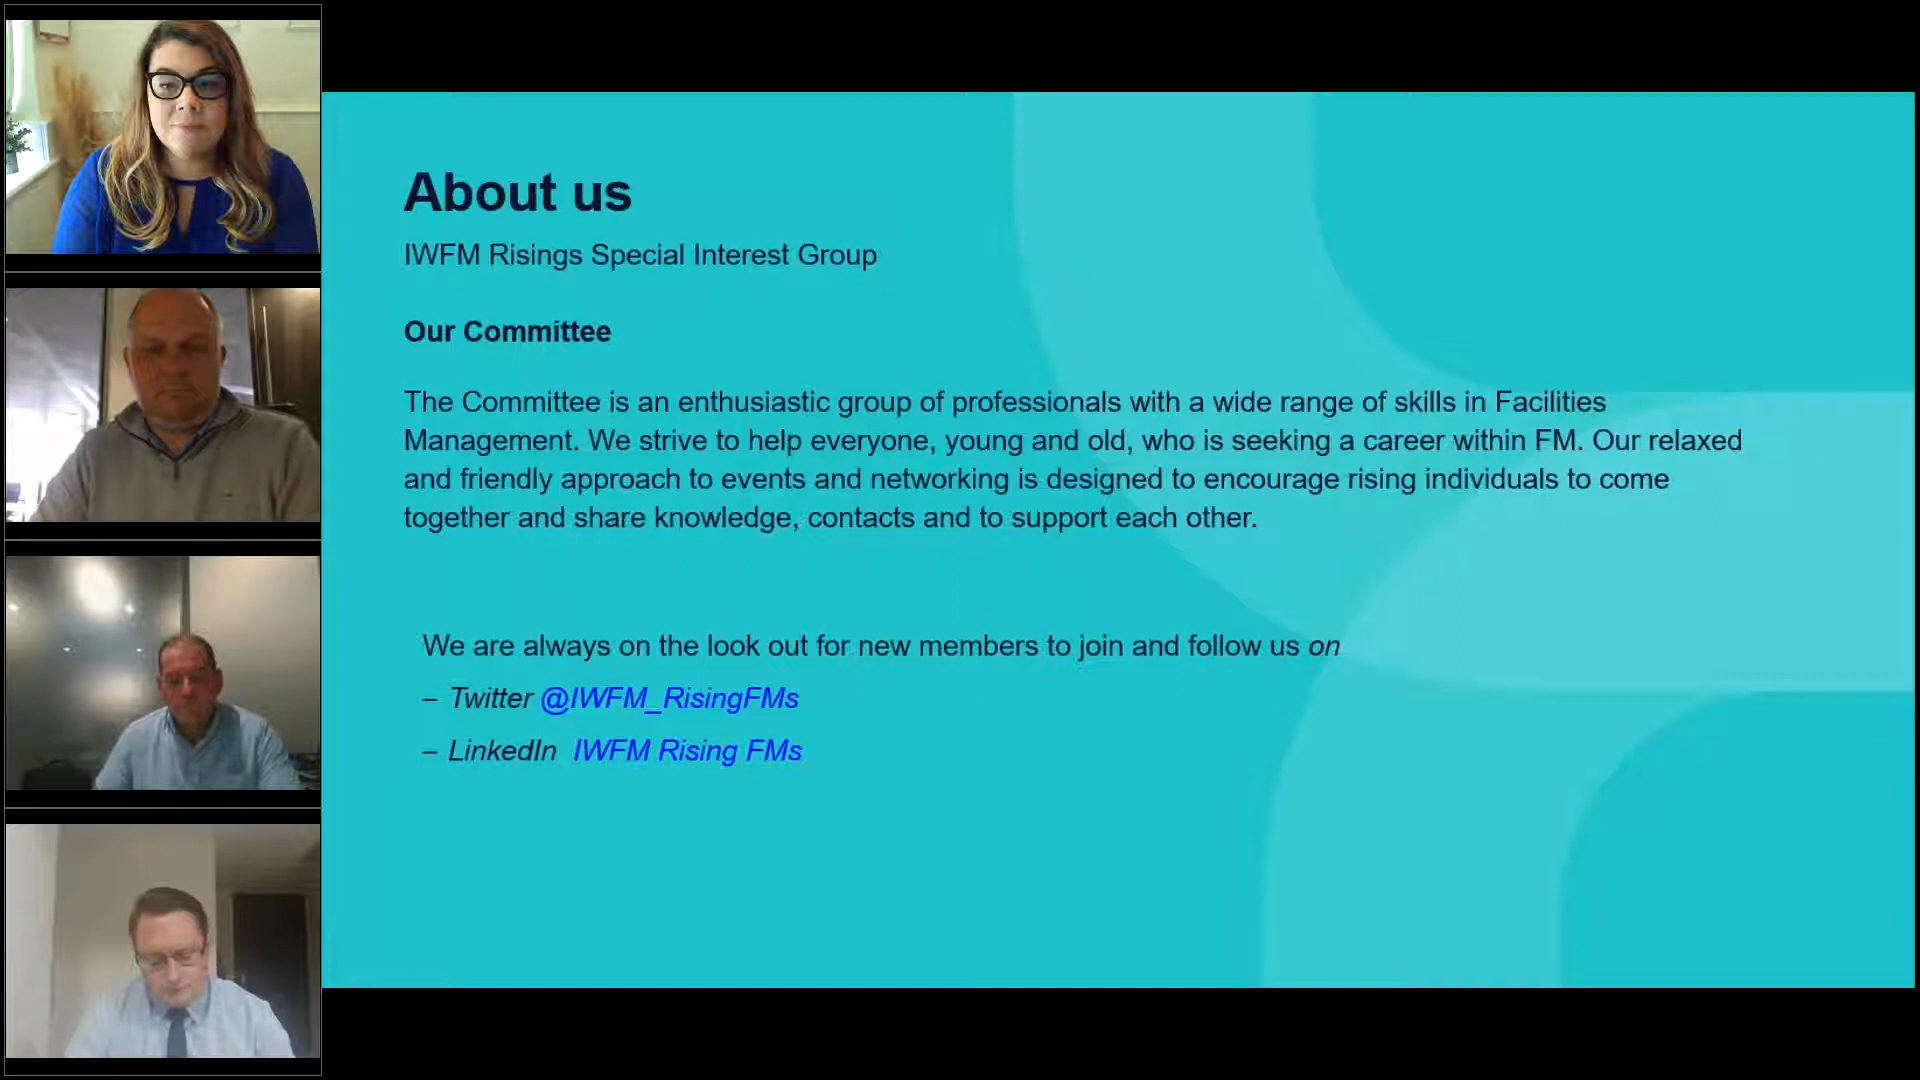 About us
IWFM Risings Special Interest Group
Our Committee
The Committee is an enthusiastic group of professionals with a wide range of skills in Facilities
Management. We strive to help everyone, young and old, who is seeking a career within FM. Our relaxed
and friendly approach to events and networking is designed to encourage rising individuals to come
together and share knowledge, contacts and to support each other.
We are always on the look out for new members to join and follow us on
– Twitter @IWFM_RisingFMs
– LinkedIn IWFM Rising FMs